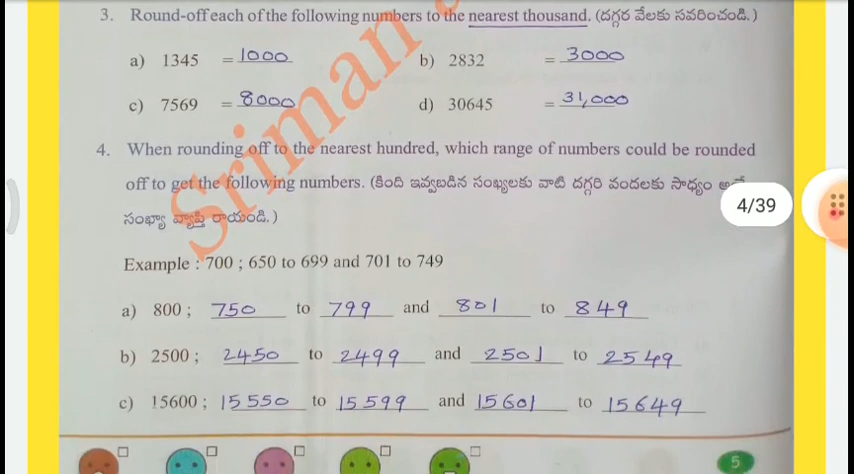 3. Round-off each of the following numbers to the nearest thousand. (దగ్గర వేలకు సవరించండి.)
a) 1345 = 1000 b) 2832 = 3000
c) 7569 = 8000 d) 30645 = 31,000
4. When rounding off to the nearest hundred, which range of numbers could be rounded
off to get the following numbers. (కింది ఇవ్వబడిన సంఖ్యలకు వాటి దగ్గరి వందలకు సాధ్యం
4/39
సంఖ్యా వ్యాప్తి రాయండి.)
Example : 700 ; 650 to 699 and 701 to 749
a) 800 ; 750 to 799 and 801 to 849
b) 2500 ; 2450 to 2499 and 2501 to 2549
c) 15600 ; 15550 to 15599 and 15601 to 15649
5
Sriman